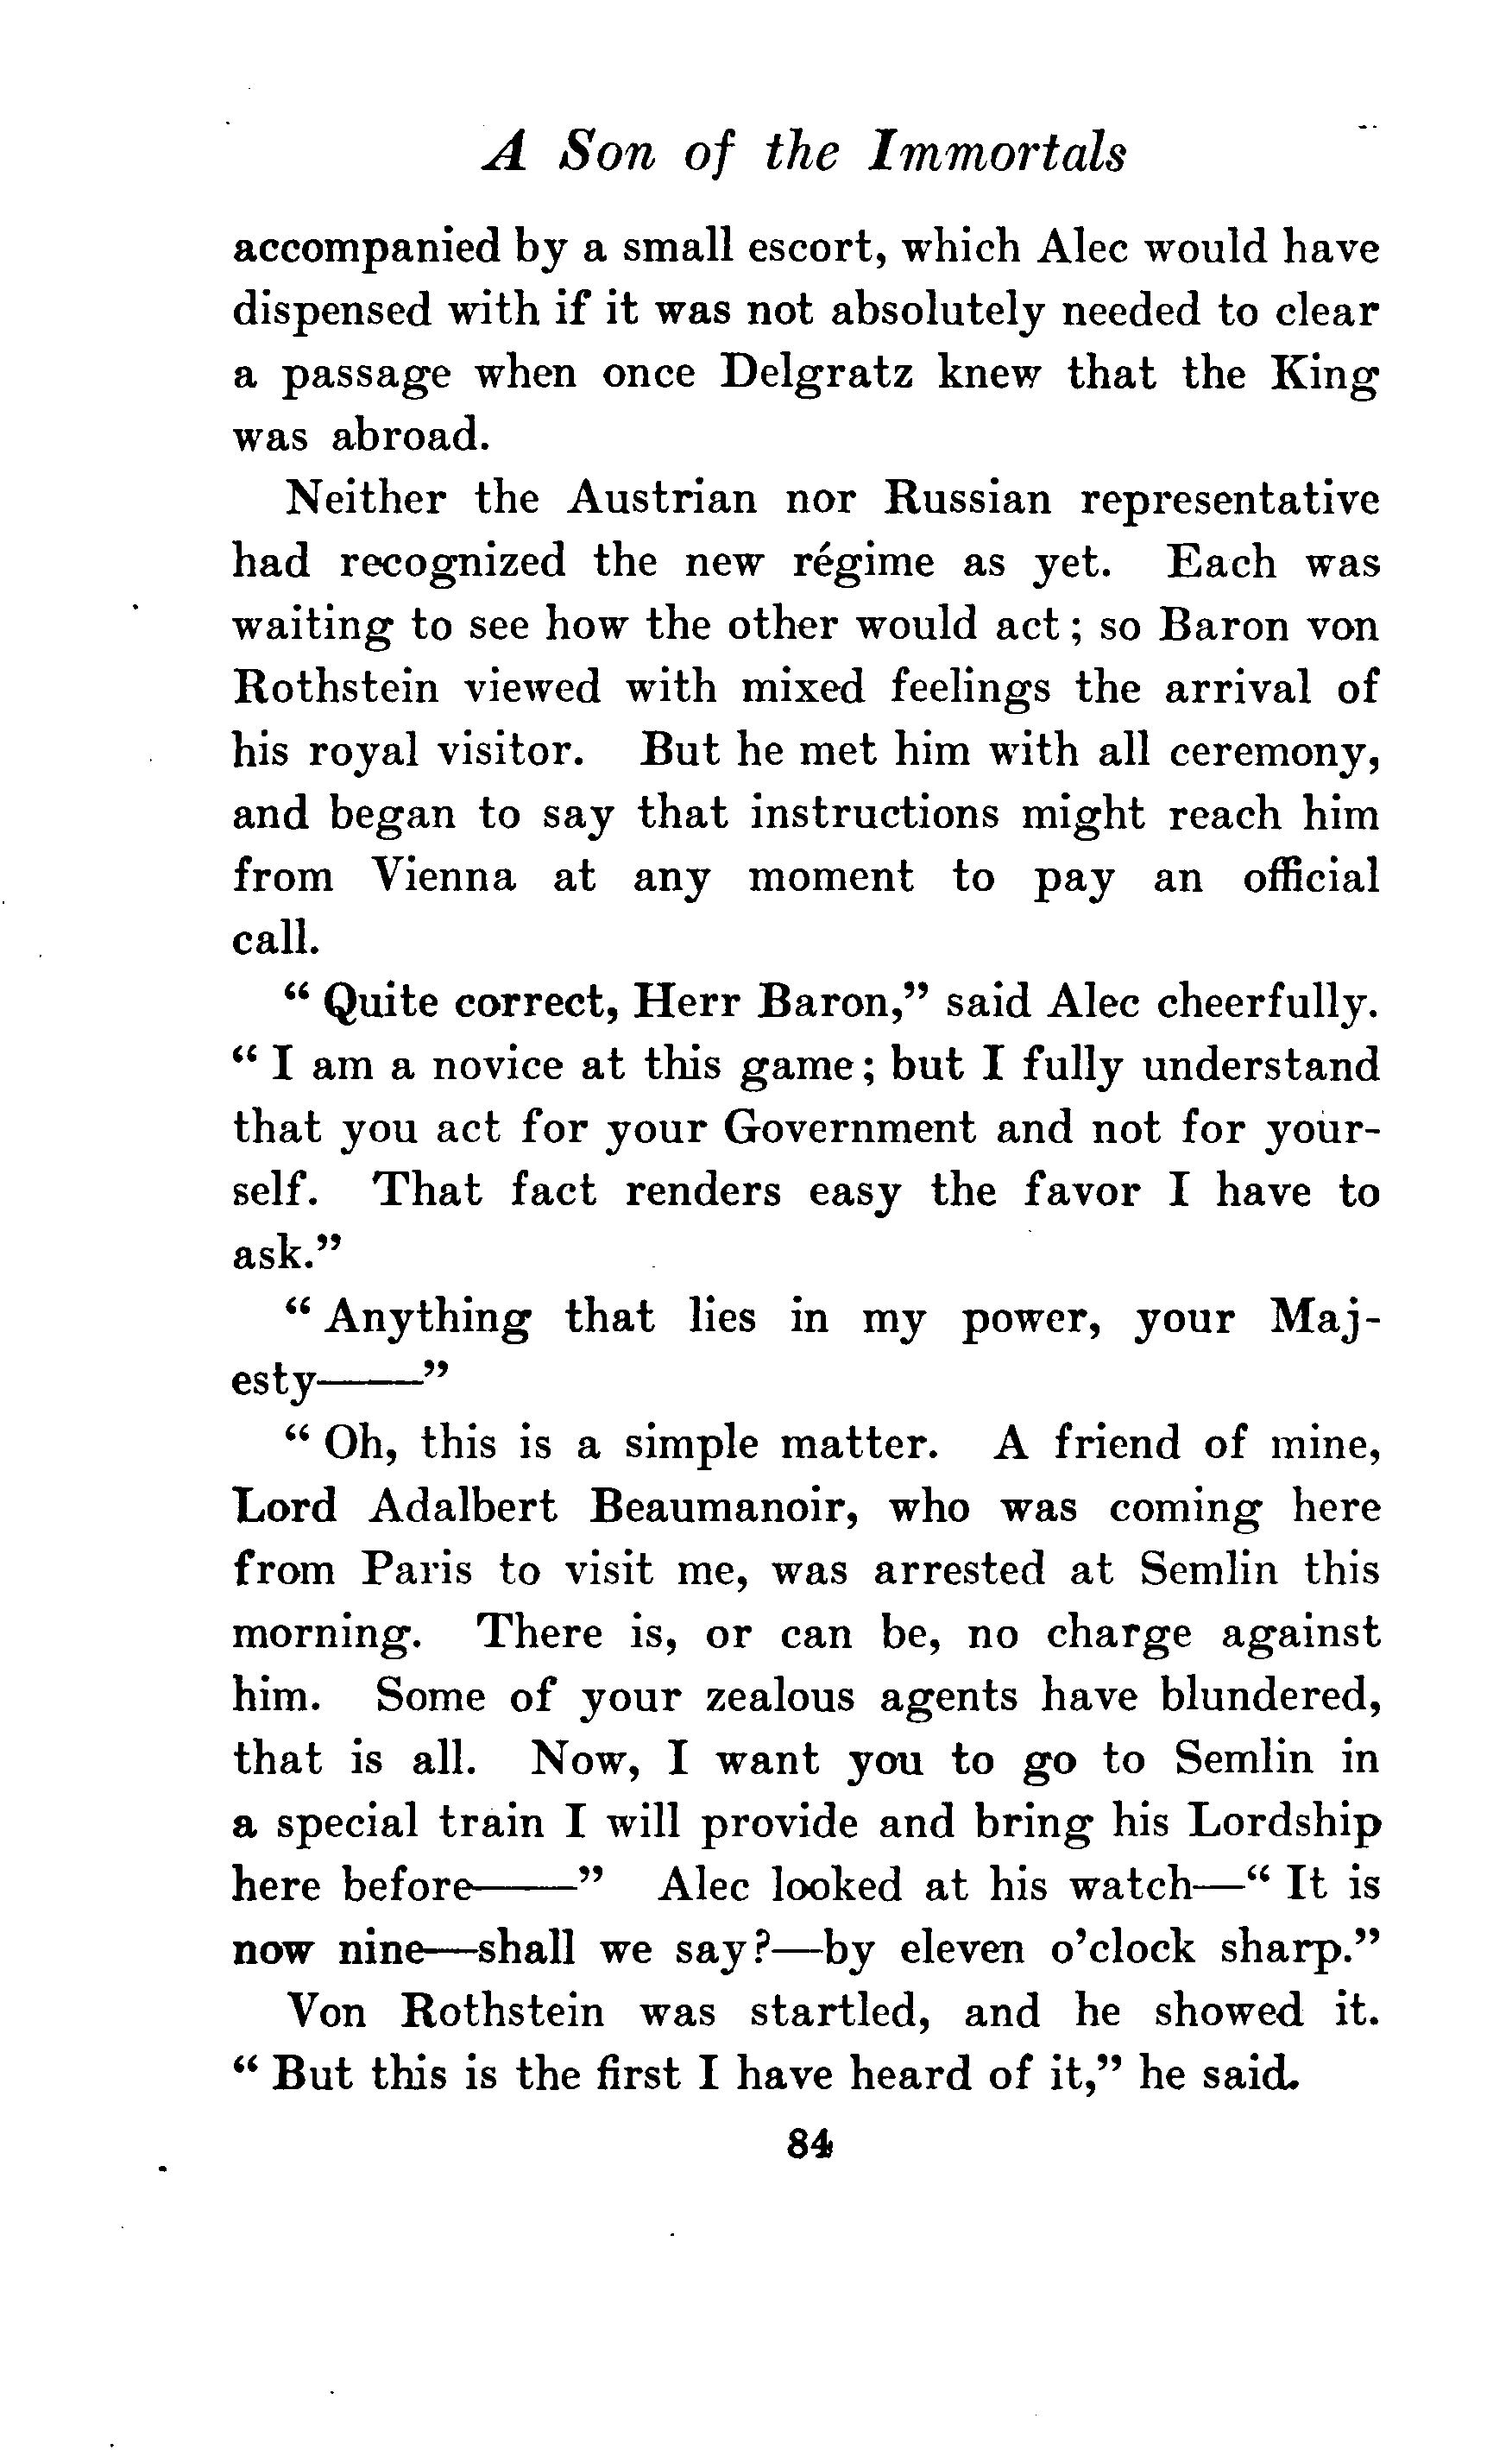 A Son of the Immortals
accompanied by a small escort, which Alec would have
dispensed with if it was not absolutely needed to clear
a passage when once Delgratz knew that the King
was abroad.
Neither the Austrian nor Russian representative
had recognized the new régime as yet. Each was
waiting to see how the other would act; so Baron von
Rothstein viewed with mixed feelings the arrival of
his royal visitor. But he met him with all ceremony,
and began to say that instructions might reach him
from Vienna at any moment to pay an official
call.
“Quite correct, Herr Baron,” said Alec cheerfully.
“I am a novice at this game; but I fully understand
that you act for your Government and not for your-
self. That fact renders easy the favor I have to
ask.”
“Anything that lies in my power, your Maj-
esty——”
“Oh, this is a simple matter. A friend of mine,
Lord Adalbert Beaumanoir, who was coming here
from Paris to visit me, was arrested at Semlin this
morning. There is, or can be, no charge against
him. Some of your zealous agents have blundered,
that is all. Now, I want you to go to Semlin in
a special train I will provide and bring his Lordship
here before——” Alec looked at his watch—“It is
now nine—shall we say?—by eleven o’clock sharp.”
Von Rothstein was startled, and he showed it.
“But this is the first I have heard of it,” he said.
84